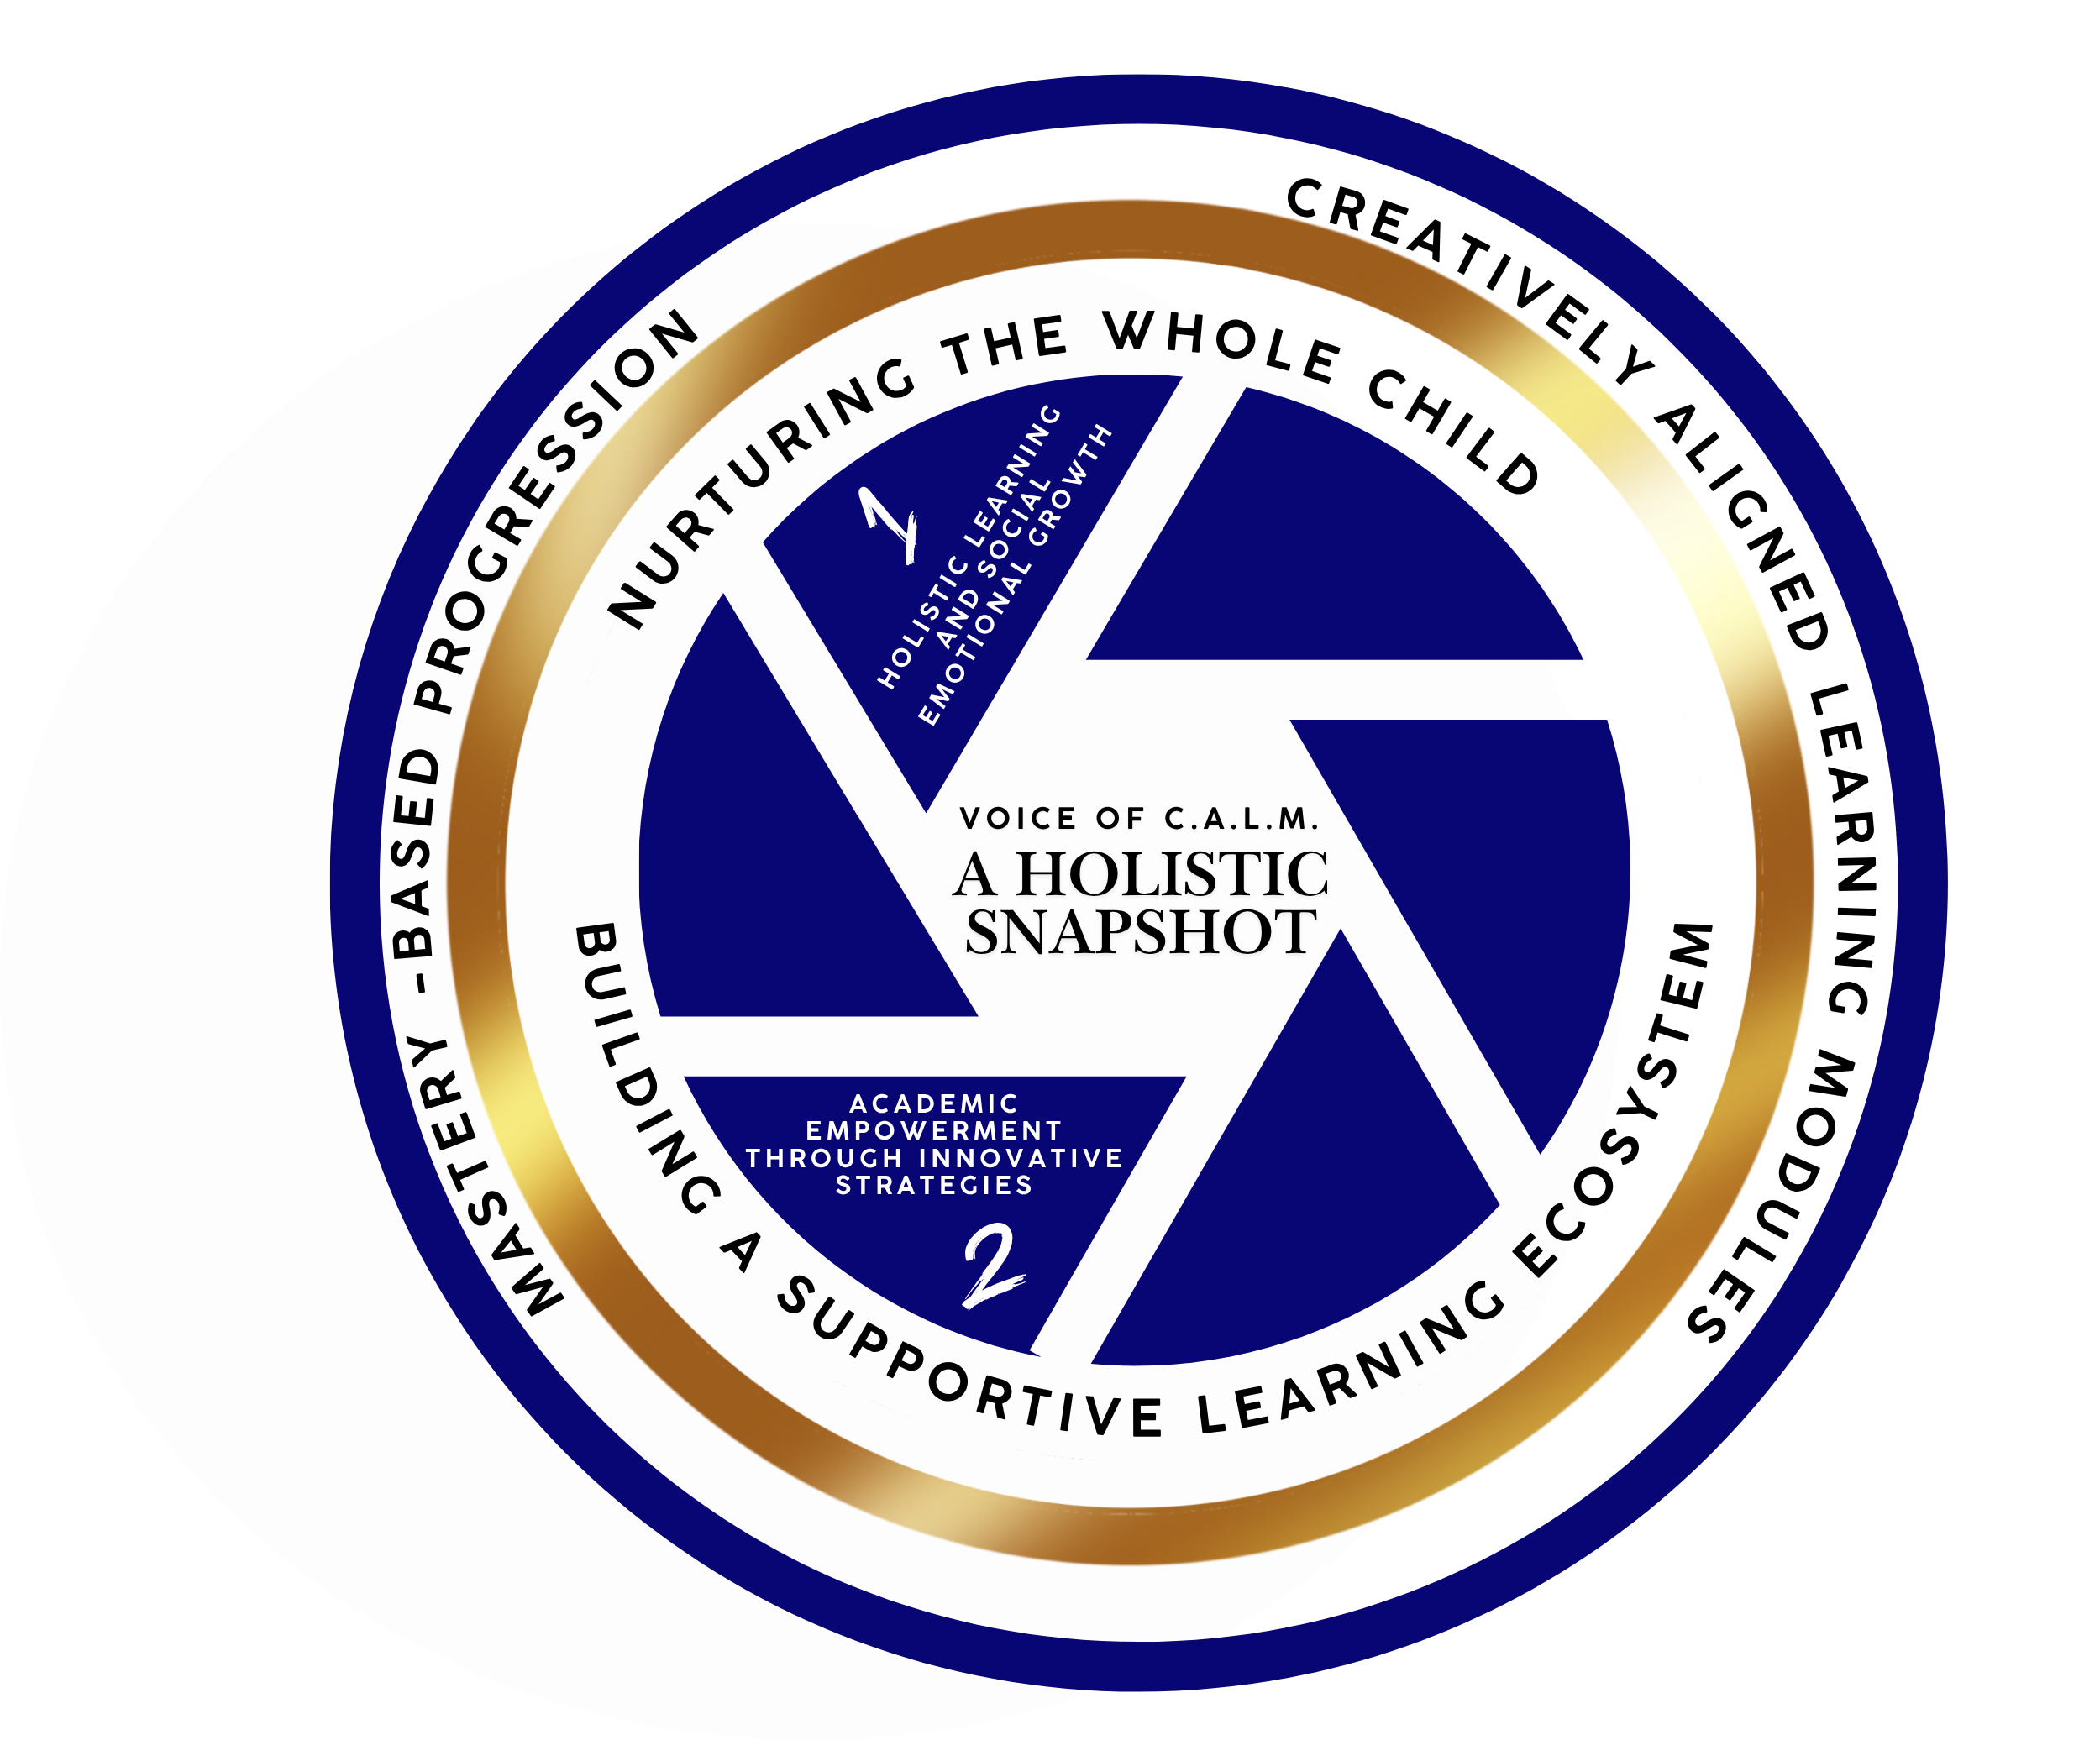 CREATIVELY ALIGNED LEARNING MODULES
MASTERY -BASED PROGRESSION
NURTURING THE WHOLE CHILD
1
HOLISTIC LEARNING
AND SOCIAL
EMOTIONAL GROWTH
VOICE OF C.A.L.M.
A HOLISTIC
SNAPSHOT
ACADEMIC
EMPOWERMENT
THROUGH INNOVATIVE
STRATEGIES
2
BUILDING A SUPPORTIVE LEARNING ECOSYSTEM